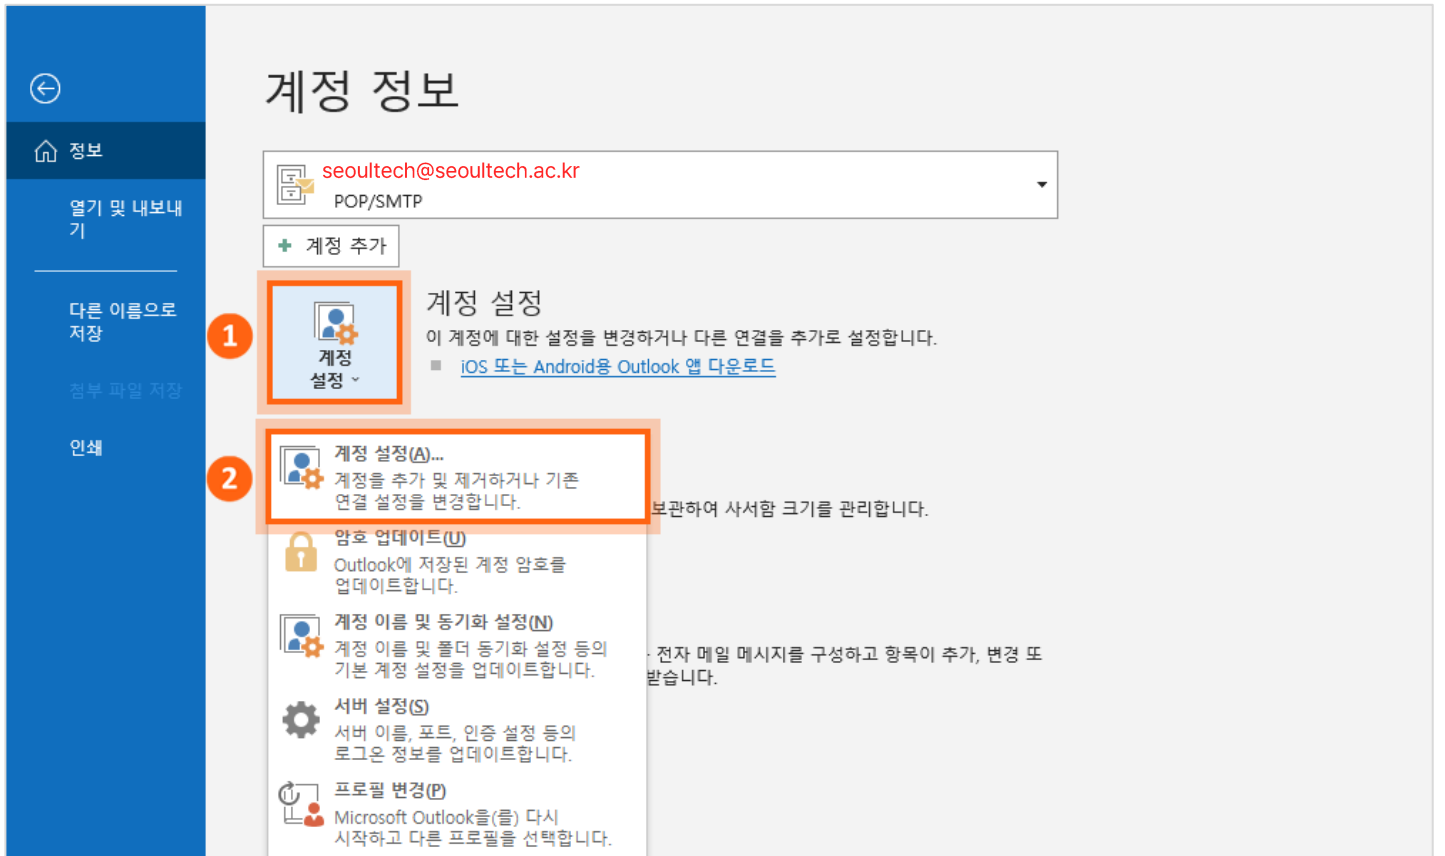 계정 정보
정보
열기 및 내보내
기
다른 이름으로
저장
첨부 파일 저장
인쇄
seoultech@seoultech.ac.kr
POP/SMTP
+ 계정 추가
1
계정
설정
계정 설정
이 계정에 대한 설정을 변경하거나 다른 연결을 추가로 설정합니다.
iOS 또는 Android용 Outlook 앱 다운로드
2
계정 설정(A)...
계정을 추가 및 제거하거나 기존
연결 설정을 변경합니다.
보관하여 사서함 크기를 관리합니다.
암호 업데이트(U)
Outlook에 저장된 계정 암호를
업데이트합니다.
계정 이름 및 동기화 설정(N)
계정 이름 및 폴더 동기화 설정 등의
기본 계정 설정을 업데이트합니다.
전자 메일 메시지를 구성하고 항목이 추가, 변경 또
받습니다.
서버 설정(S)
서버 이름, 포트, 인증 설정 등의
로그온 정보를 업데이트합니다.
프로필 변경(P)
Microsoft Outlook을(를) 다시
시작하고 다른 프로필을 선택합니다.